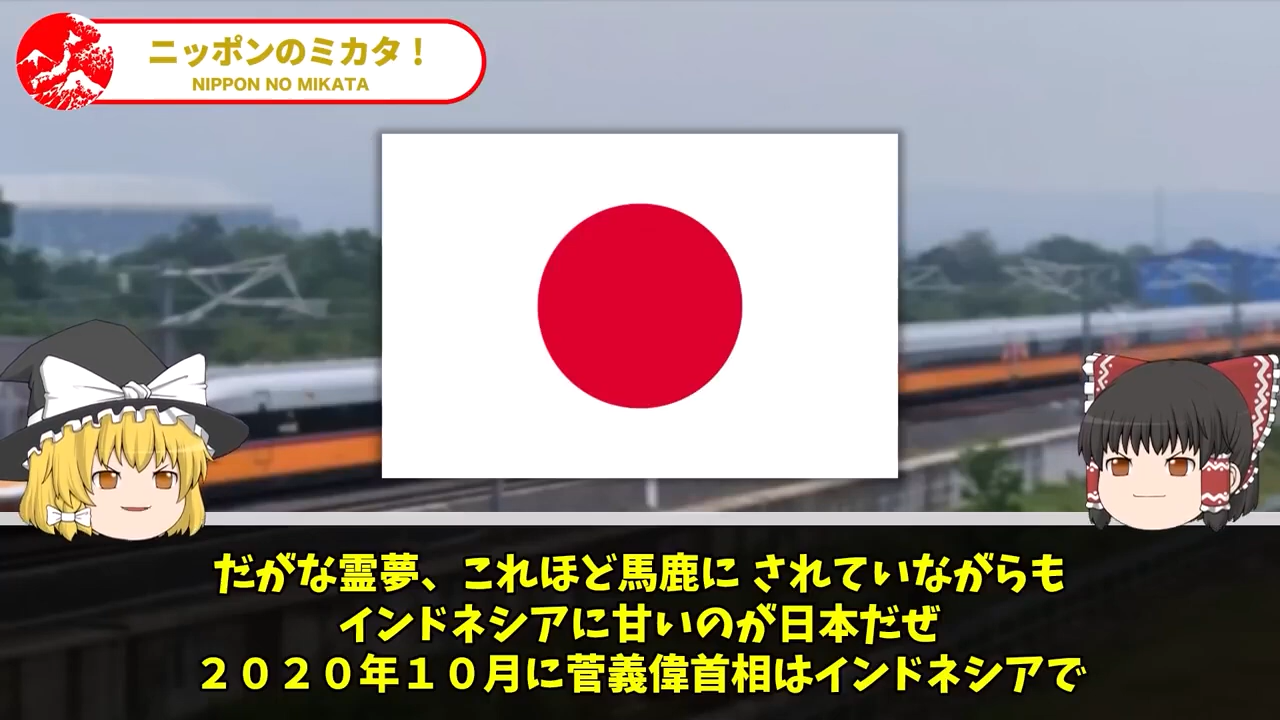 ニッポンのミカタ！
NIPPON NO MIKATA
だがな霊夢、これほど馬鹿に されていながらも
インドネシアに甘いのが日本だぜ
２０２０年１０月に菅義偉首相はインドネシアで